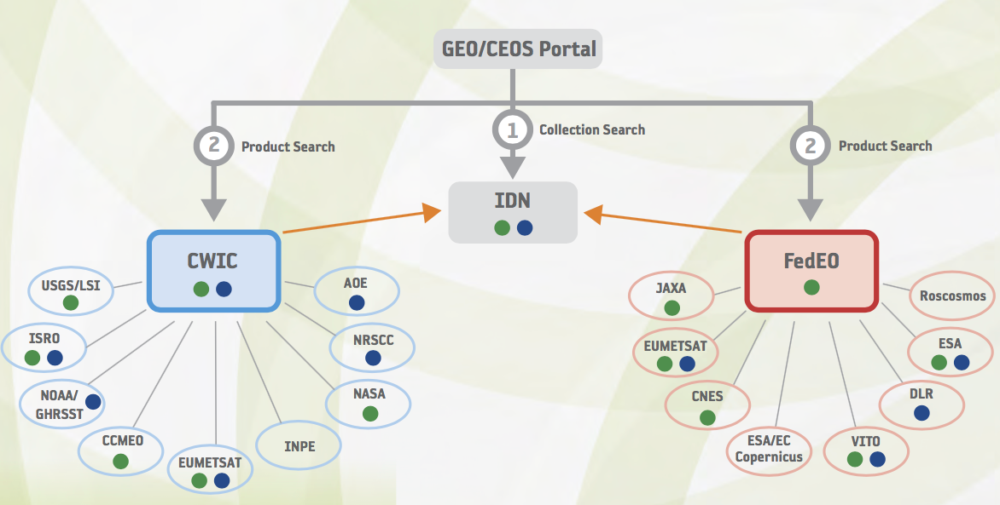 GEO/CEOS Portal
1
Collection Search
2
Product Search
2
Product Search
IDN
CWIC
FedEO
USGS/LSI
ISRO
NOAA/
GHRSST
CCMEO
EUMETSAT
INPE
NASA
NRSCC
AOE
JAXA
EUMETSAT
CNES
ESA/EC
Copernicus
VITO
DLR
ESA
Roscosmos